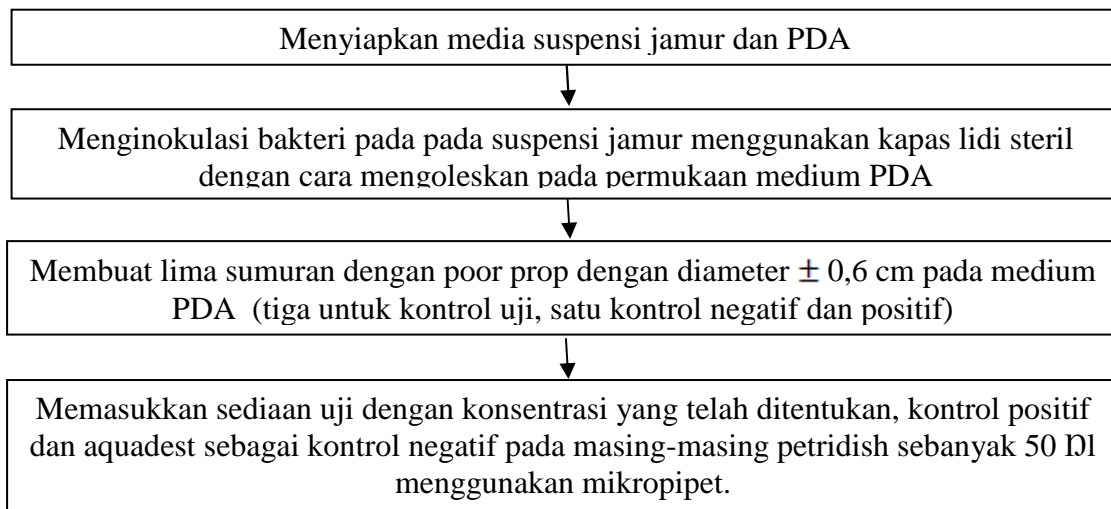 Menyiapkan media suspensi jamur dan PDA
Menginokulasi bakteri pada pada suspensi jamur menggunakan kapas lidi steril
dengan cara mengoleskan pada permukaan medium PDA
Membuat lima sumuran dengan poor prop dengan diameter ± 0,6 cm pada medium
PDA (tiga untuk kontrol uji, satu kontrol negatif dan positif)
Memasukkan sediaan uji dengan konsentrasi yang telah ditentukan, kontrol positif
dan aquadest sebagai kontrol negatif pada masing-masing petridish sebanyak 50 Ŋl
menggunakan mikropipet.